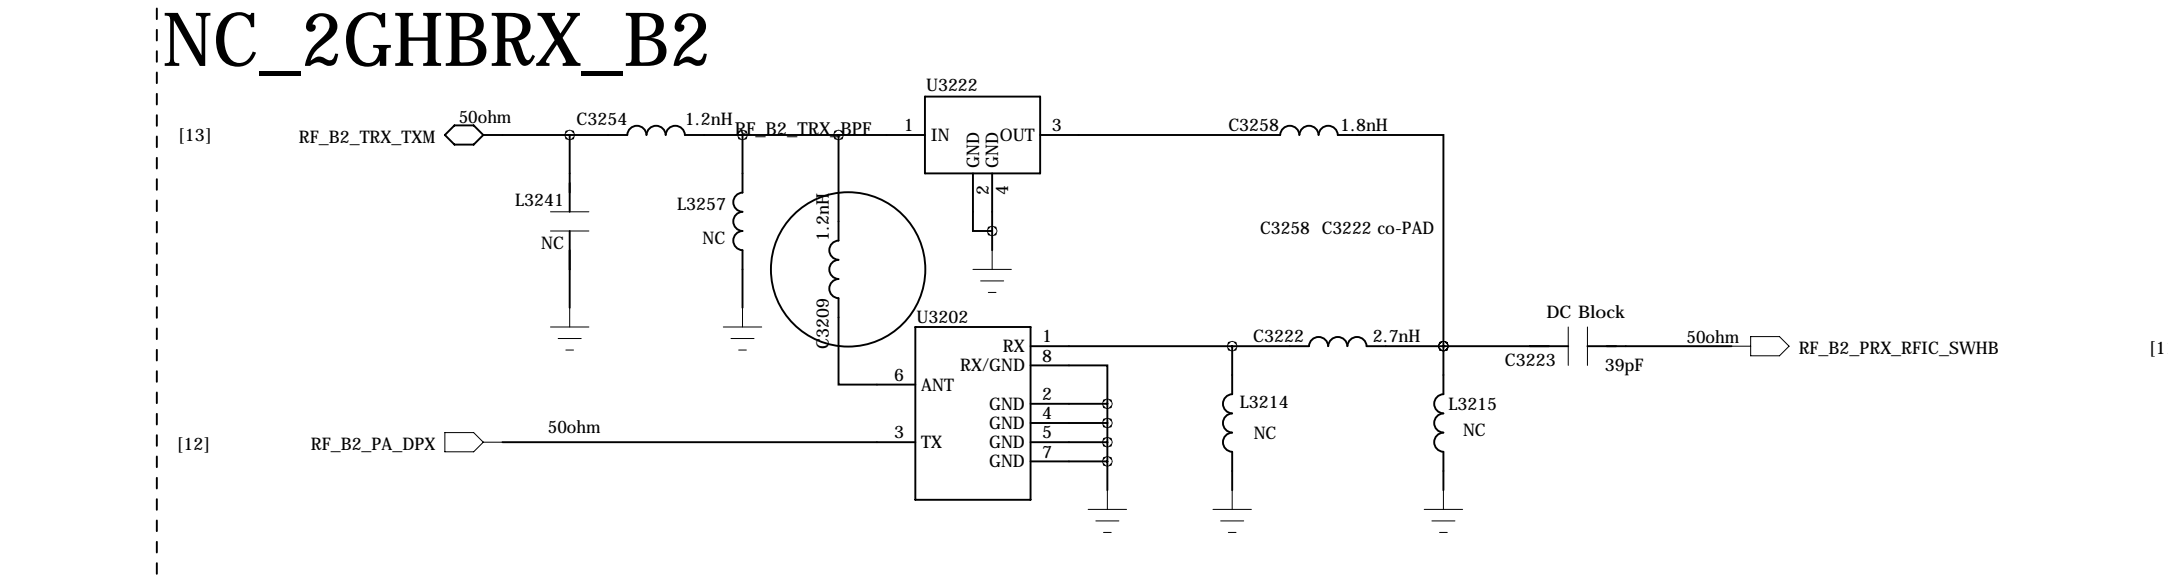 NC_2GHBRX_B2
U3222
[13]
RF_B2_TRX_TXM
50ohm
C3254
1.2nH
RF_B2_TRX_BPF
1
IN
GND
GND
OUT
3
2
4
C3258
1.8nH
L3241
NC
L3257
NC
1.2nH
C3209
C3258 C3222 co-PAD
U3202
RX
1
RX/GND
8
6
ANT
GND
2
GND
4
GND
5
GND
7
3
TX
C3222
2.7nH
DC Block
C3223
39pF
50ohm
RF_B2_PRX_RFIC_SWHB
[1
L3214
NC
L3215
NC
[12]
RF_B2_PA_DPX
50ohm